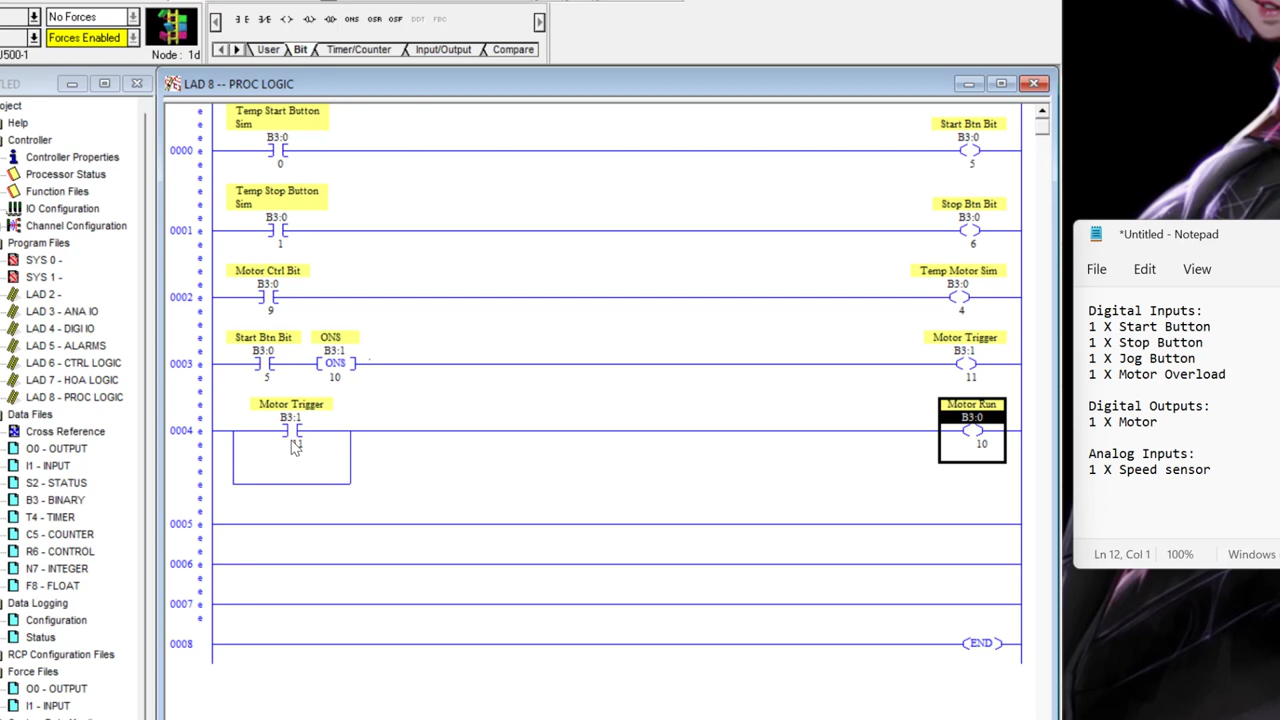 No Forces
Forces Enabled
J500-1
Node : 1d
ONS OSR OSF DDT FBC
User Bit Timer/Counter Input/Output Compare
TLED
LAD 8 -- PROC LOGIC
oject
Help
Controller
Controller Properties
Processor Status
Function Files
IO Configuration
Channel Configuration
Program Files
SYS 0 -
SYS 1 -
LAD 2 -
LAD 3 - ANA IO
LAD 4 - DIGI IO
LAD 5 - ALARMS
LAD 6 - CTRL LOGIC
LAD 7 - HOA LOGIC
LAD 8 - PROC LOGIC
Data Files
Cross Reference
O0 - OUTPUT
I1 - INPUT
S2 - STATUS
B3 - BINARY
T4 - TIMER
C5 - COUNTER
R6 - CONTROL
N7 - INTEGER
F8 - FLOAT
Data Logging
Configuration
Status
RCP Configuration Files
Force Files
O0 - OUTPUT
I1 - INPUT
Temp Start Button
Sim
B3:0
0000
0
Start Btn Bit
B3:0
5
Temp Stop Button
Sim
B3:0
0001
1
Stop Btn Bit
B3:0
6
Motor Ctrl Bit
B3:0
0002
9
Temp Motor Sim
B3:0
4
Start Btn Bit
B3:0
0003
5
ONS
B3:1
ONS
10
Motor Trigger
B3:1
11
Motor Trigger
B3:1
0004
Motor Run
B3:0
10
0005
0006
0007
0008
END
*Untitled - Notepad
File Edit View
Digital Inputs:
1 X Start Button
1 X Stop Button
1 X Jog Button
1 X Motor Overload
Digital Outputs:
1 X Motor
Analog Inputs:
1 X Speed sensor
Ln 12, Col 1 100% Windows